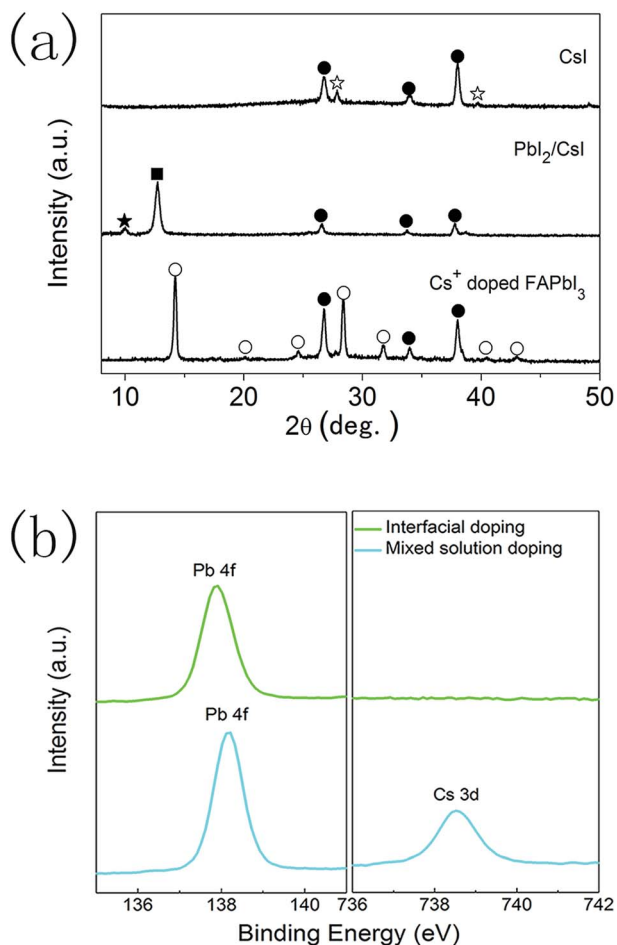 (a)
CsI
PbI2/CsI
Cs+ doped FAPbI3
Intensity (a.u.)
10 20 30 40 50
2θ (deg.)
(b)
Interfacial doping
Mixed solution doping
Pb 4f
Pb 4f
Cs 3d
Intensity (a.u.)
136 138 140 736 738 740 742
Binding Energy (eV)